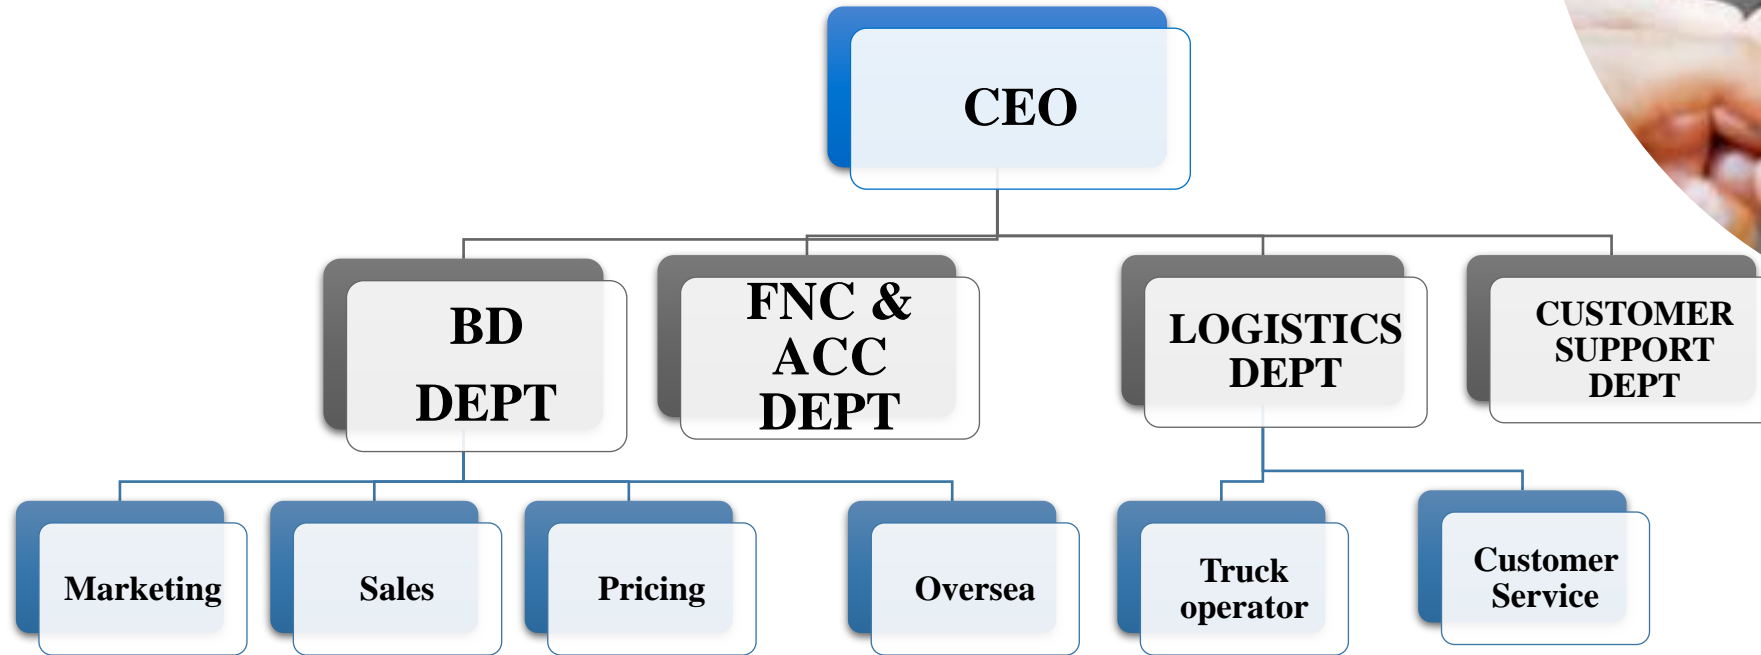 CEO
BD
DEPT
FNC &
ACC
DEPT
LOGISTICS
DEPT
CUSTOMER
SUPPORT
DEPT
Marketing
Sales
Pricing
Oversea
Truck
operator
Customer
Service